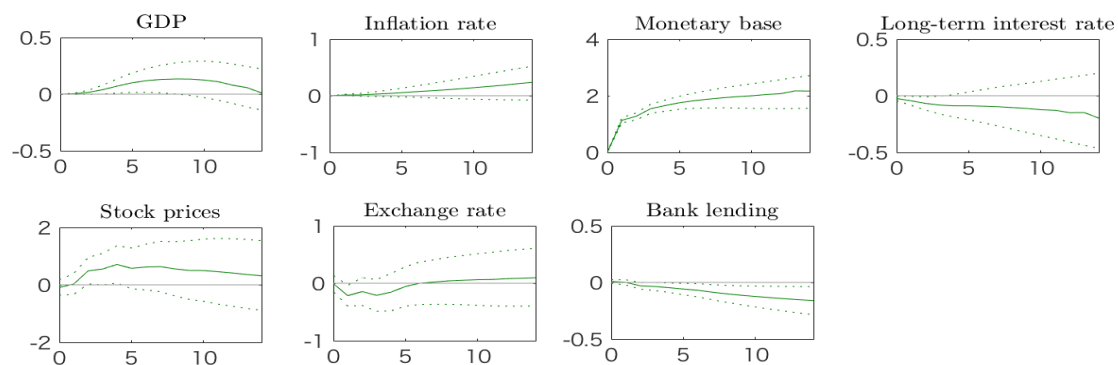 GDP
0.5
0
-0.5
0 5 10
Inflation rate
1
0
-1
0 5 10
Monetary base
4
2
0
0 5 10
Long-term interest rate
0.5
0
-0.5
0 5 10
Stock prices
2
0
-2
0 5 10
Exchange rate
1
0
-1
0 5 10
Bank lending
0.5
0
-0.5
0 5 10